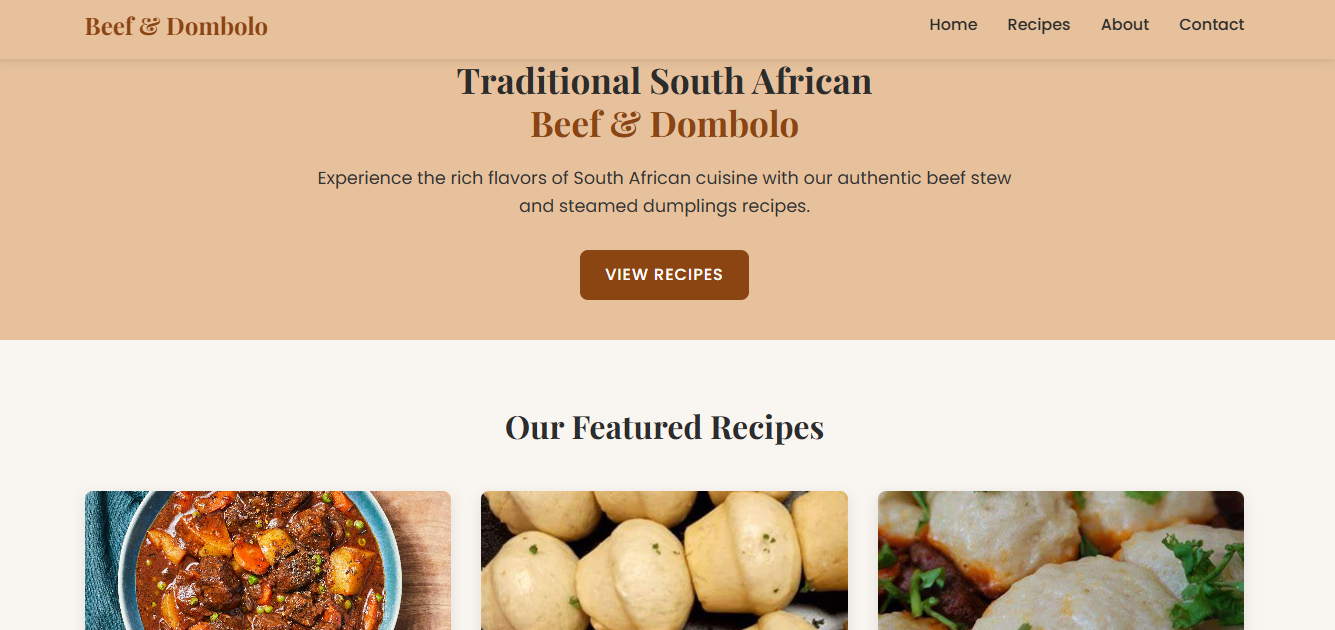 Beef & Dombolo
Home Recipes About Contact
Traditional South African
Beef & Dombolo
Experience the rich flavors of South African cuisine with our authentic beef stew
and steamed dumplings recipes.
VIEW RECIPES
Our Featured Recipes